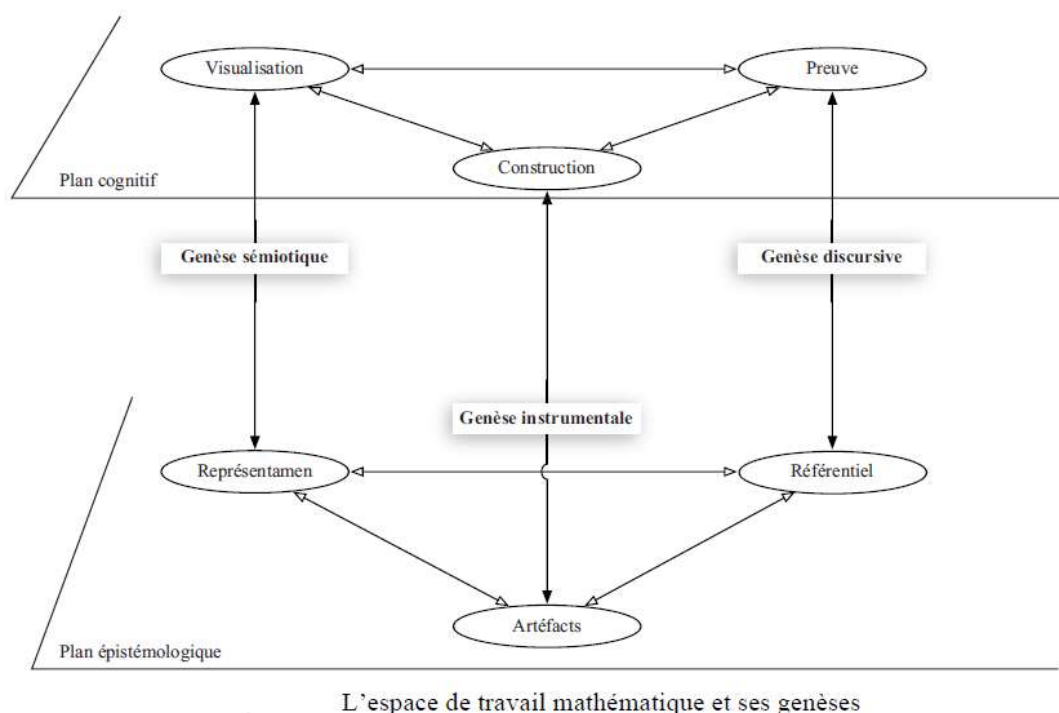 Visualisation
Preuve
Construction
Plan cognitif
Genèse sémiotique
Genèse discursive
Genèse instrumentale
Représentamen
Référentiel
Artéfacts
Plan épistémologique
L'espace de travail mathématique et ses genèses